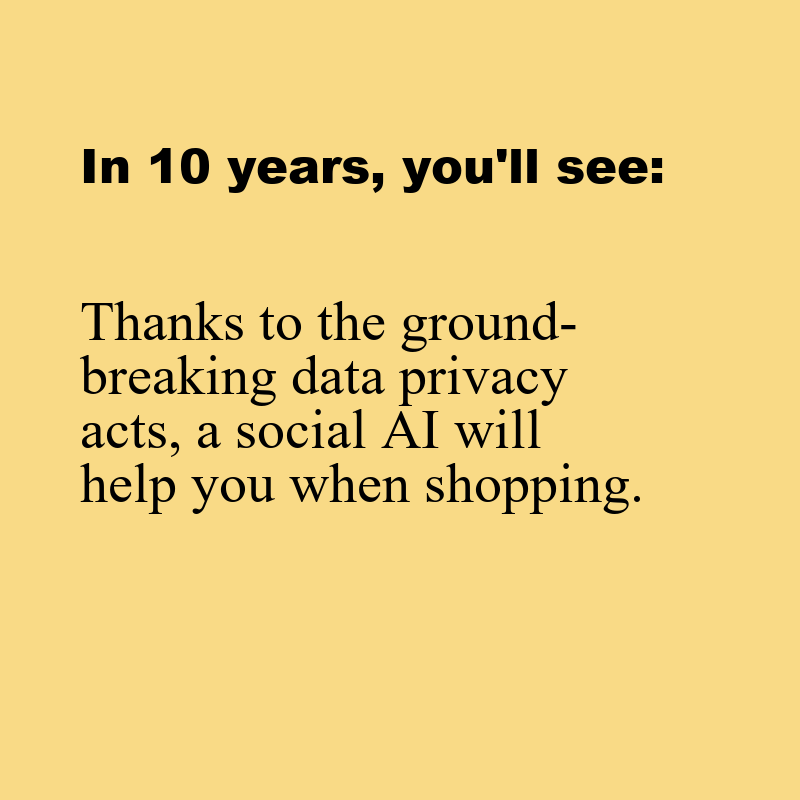 In 10 years, you'll see:
Thanks to the ground-
breaking data privacy
acts, a social AI will
help you when shopping.